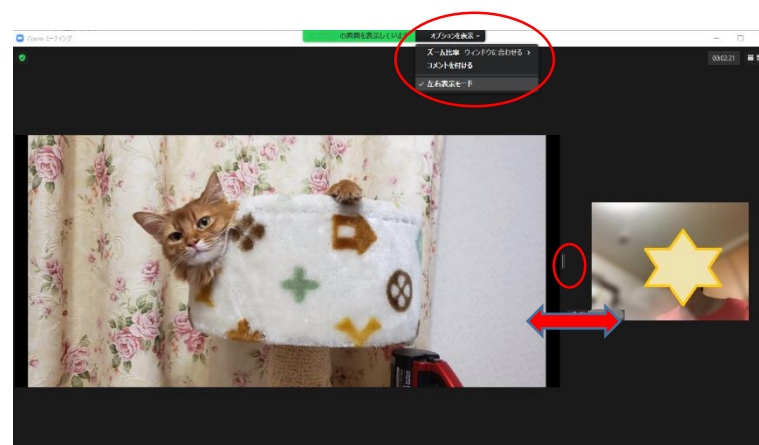 Zoom ミーティング
の画面を表示しています
オプションを表示
ズーム比率 ウィンドウに合わせる
コメントを付ける
左右表示モード
00:02:21